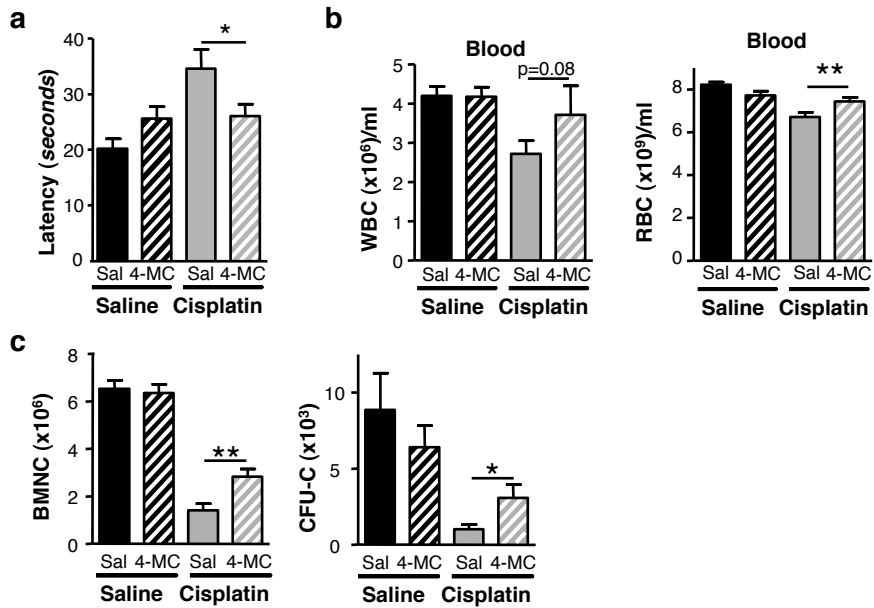 a
Latency (seconds)
40
30
20
10
0
*
Sal 4-MC Sal 4-MC
Saline Cisplatin
b
Blood
WBC (x10⁶)/ml
5
4
3
2
1
0
p=0.08
Sal 4-MC Sal 4-MC
Saline Cisplatin
Blood
RBC (x10⁹)/ml
8
6
4
2
0
**
Sal 4-MC Sal 4-MC
Saline Cisplatin
c
BMNC (x10⁶)
8
6
4
2
0
**
Sal 4-MC Sal 4-MC
Saline Cisplatin
CFU-C (x10³)
10
5
0
*
Sal 4-MC Sal 4-MC
Saline Cisplatin